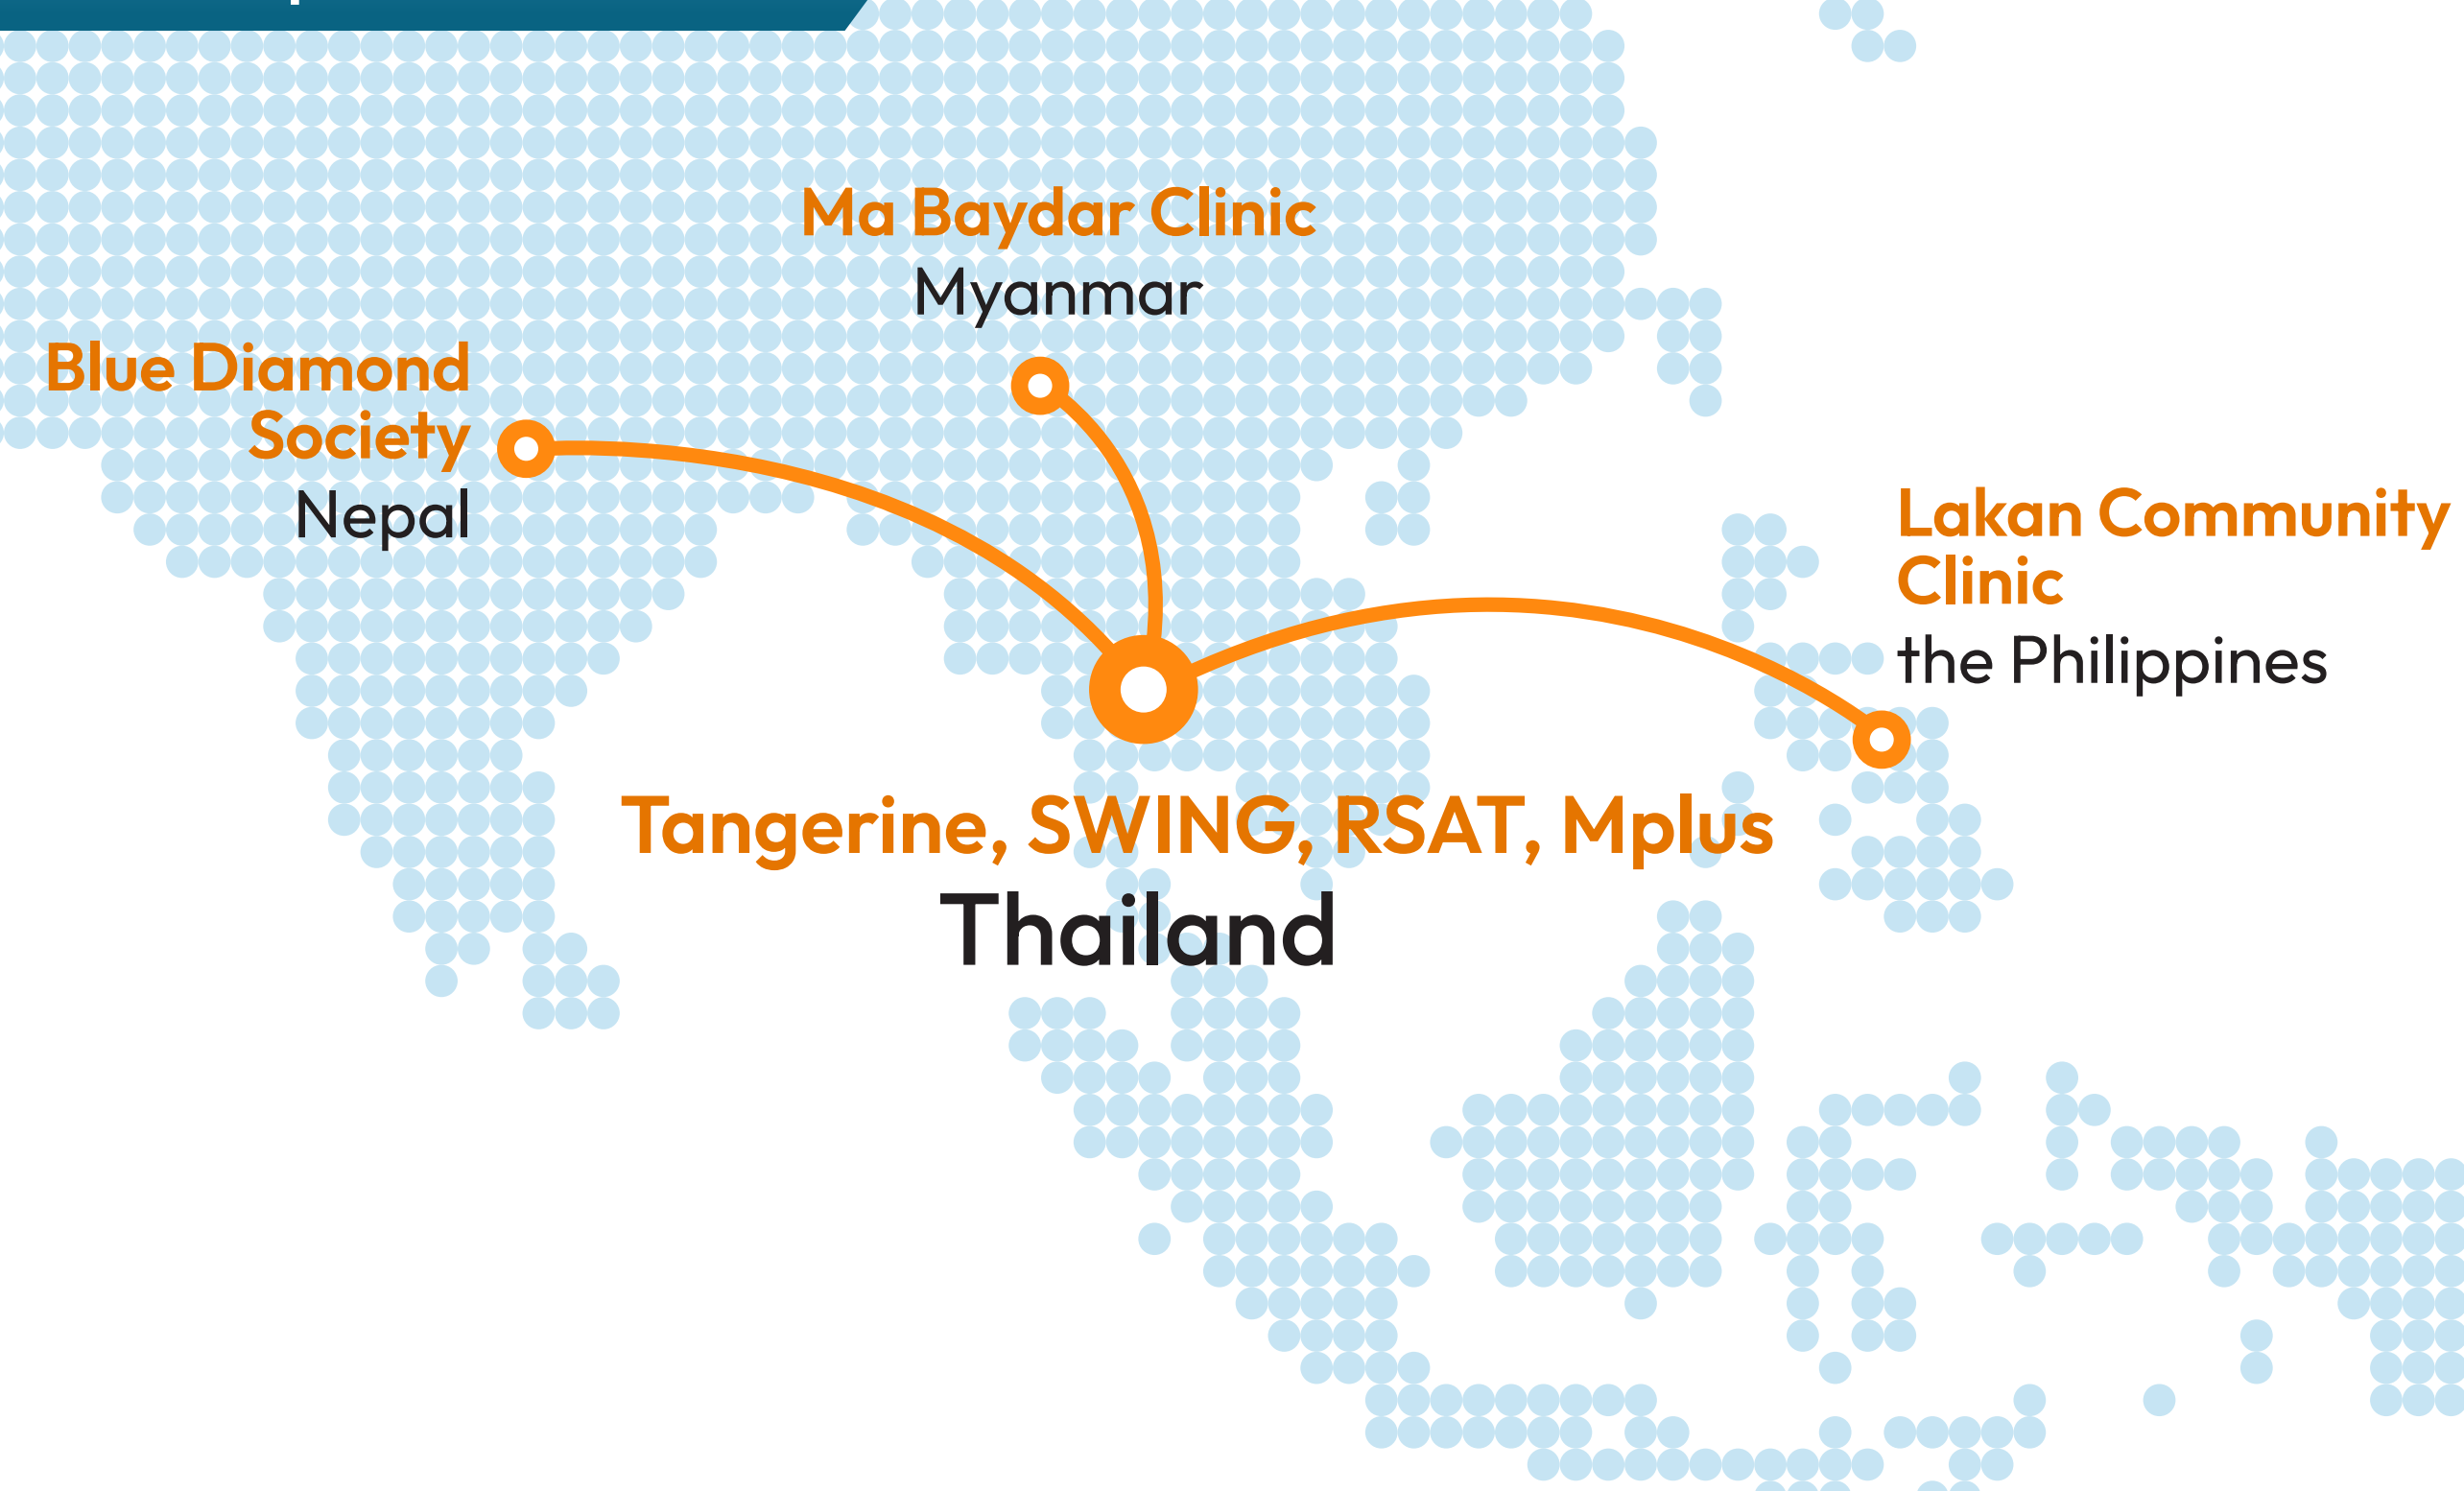 Ma Baydar Clinic
Myanmar
Blue Diamond
Society
Nepal
Lakan Community
Clinic
the Philippines
Tangerine, SWING, RSAT, Mplus
Thailand